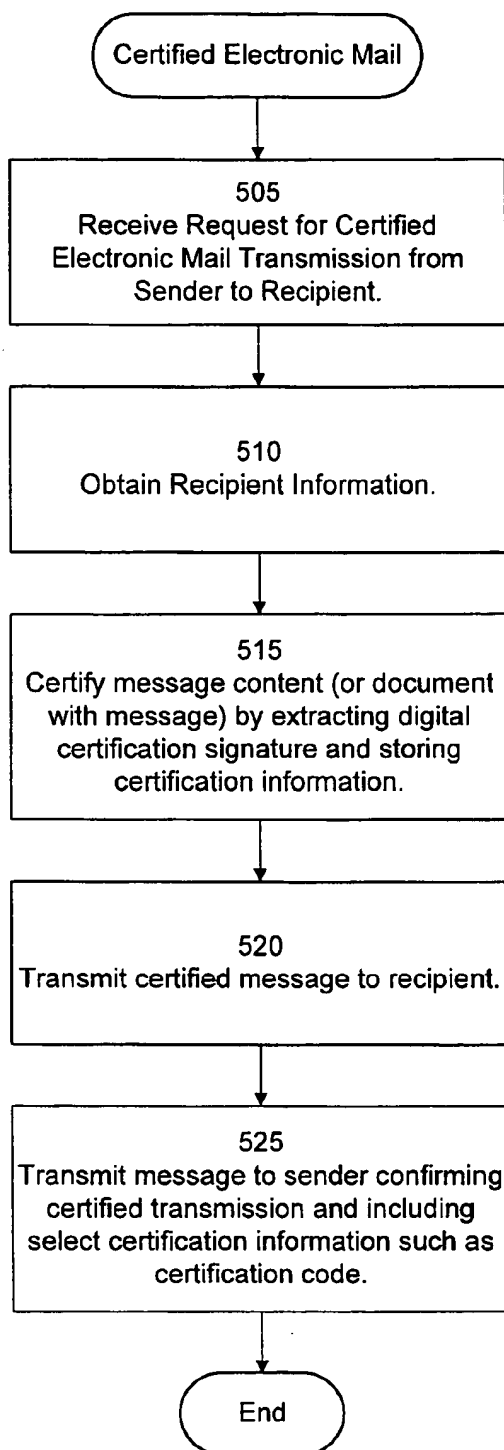 Certified Electronic Mail
505
Receive Request for Certified
Electronic Mail Transmission from
Sender to Recipient.
510
Obtain Recipient Information.
515
Certify message content (or document
with message) by extracting digital
certification signature and storing
certification information.
520
Transmit certified message to recipient.
525
Transmit message to sender confirming
certified transmission and including
select certification information such as
certification code.
End